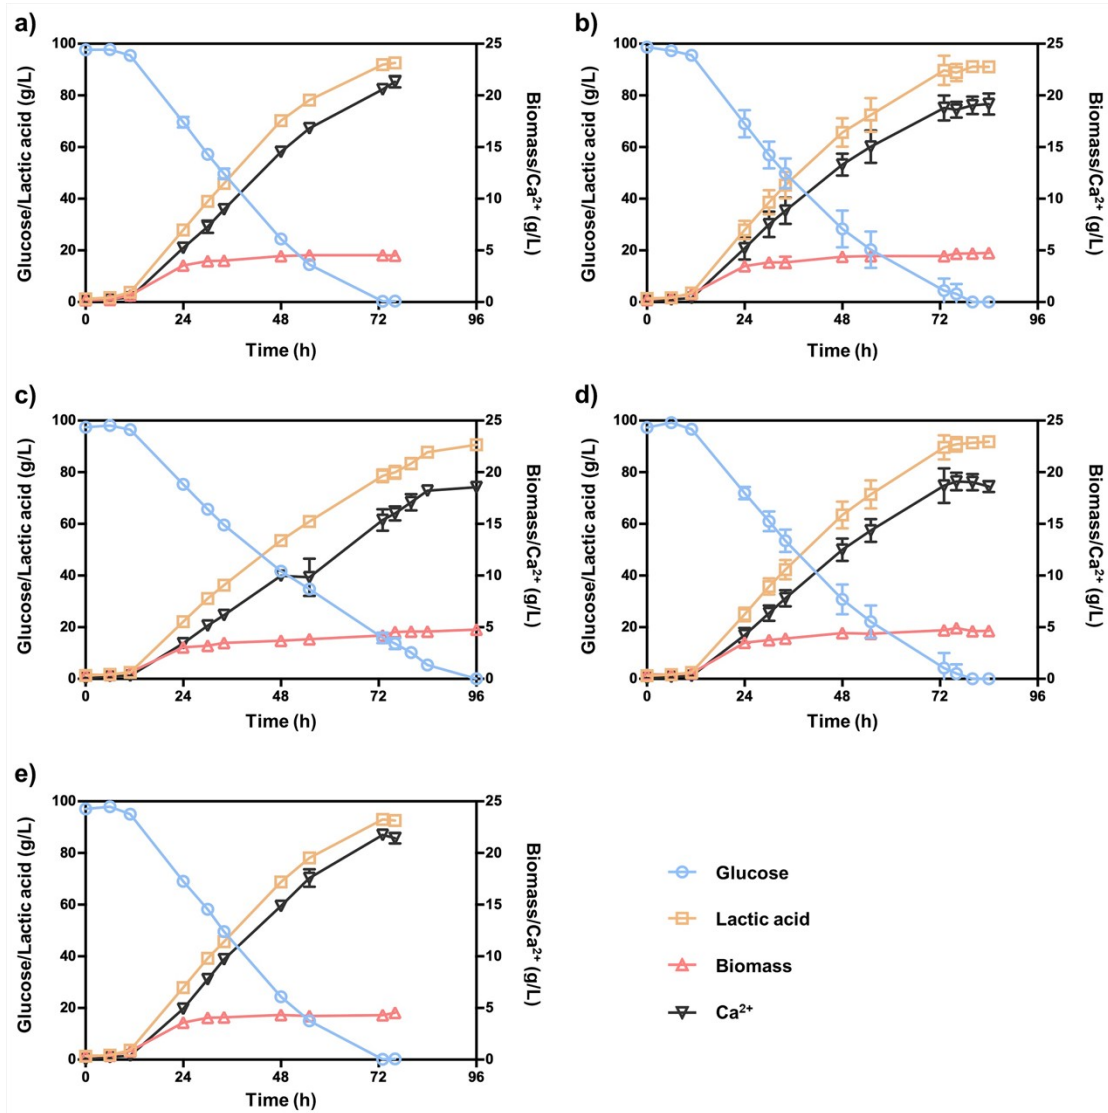 a)
100
80
60
40
20
0
25
20
15
10
5
0
0 24 48 72 96
Glucose/Lactic acid (g/L)
Biomass/Ca²⁺ (g/L)
Time (h)
b)
100
80
60
40
20
0
25
20
15
10
5
0
0 24 48 72 96
Glucose/Lactic acid (g/L)
Biomass/Ca²⁺ (g/L)
Time (h)
c)
100
80
60
40
20
0
25
20
15
10
5
0
0 24 48 72 96
Glucose/Lactic acid (g/L)
Biomass/Ca²⁺ (g/L)
Time (h)
d)
100
80
60
40
20
0
25
20
15
10
5
0
0 24 48 72 96
Glucose/Lactic acid (g/L)
Biomass/Ca²⁺ (g/L)
Time (h)
e)
100
80
60
40
20
0
25
20
15
10
5
0
0 24 48 72 96
Glucose/Lactic acid (g/L)
Biomass/Ca²⁺ (g/L)
Time (h)
Glucose
Lactic acid
Biomass
Ca²⁺